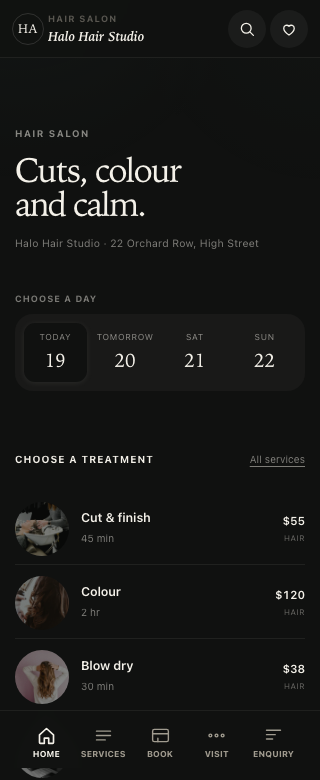 HA
HAIR SALON
Halo Hair Studio
HAIR SALON
Cuts, colour
and calm.
Halo Hair Studio · 22 Orchard Row, High Street
CHOOSE A DAY
TODAY TOMORROW SAT SUN
19 20 21 22
CHOOSE A TREATMENT All services
Cut & finish
45 min
$55
HAIR
Colour
2 hr
$120
HAIR
Blow dry
30 min
$38
HAIR
HOME SERVICES BOOK VISIT ENQUIRY